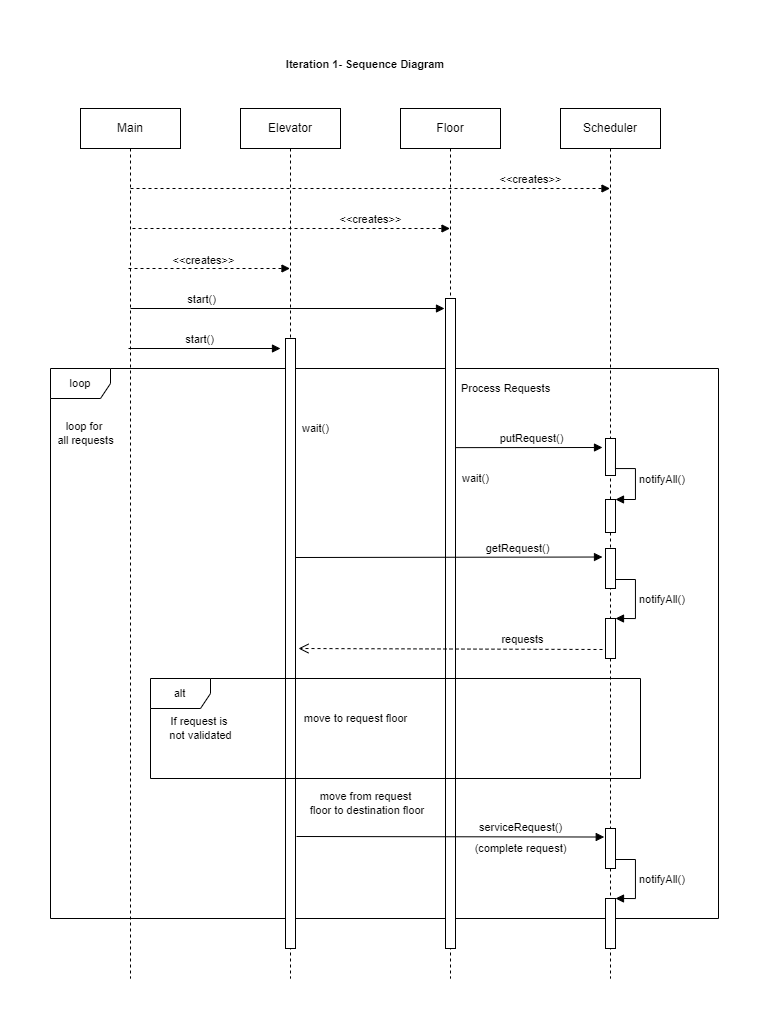 Iteration 1- Sequence Diagram
Main
Elevator
Floor
Scheduler
<<creates>>
<<creates>>
<<creates>>
start()
start()
loop
Process Requests
loop for
all requests
wait()
putRequest()
wait()
notifyAll()
getRequest()
notifyAll()
requests
alt
If request is
not validated
move to request floor
move from request
floor to destination floor
serviceRequest()
(complete request)
notifyAll()